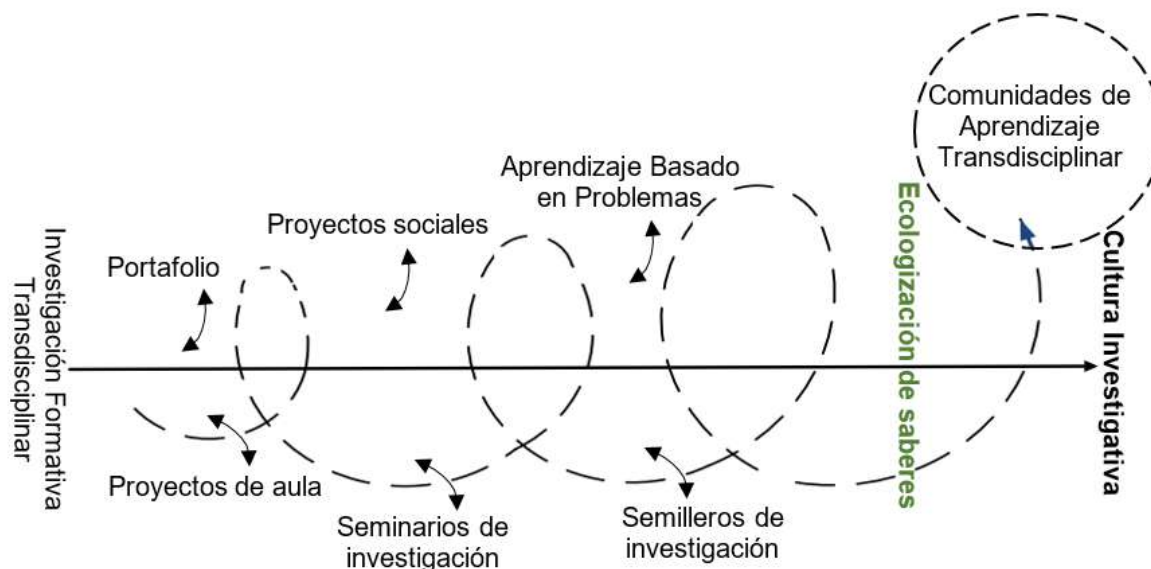 Comunidades de
Aprendizaje
Transdisciplinar
Aprendizaje Basado
en Problemas
Proyectos sociales
Portafolio
Investigación Formativa
Transdisciplinar
Ecologización de saberes
Cultura Investigativa
Proyectos de aula
Seminarios de
investigación
Semilleros de
investigación